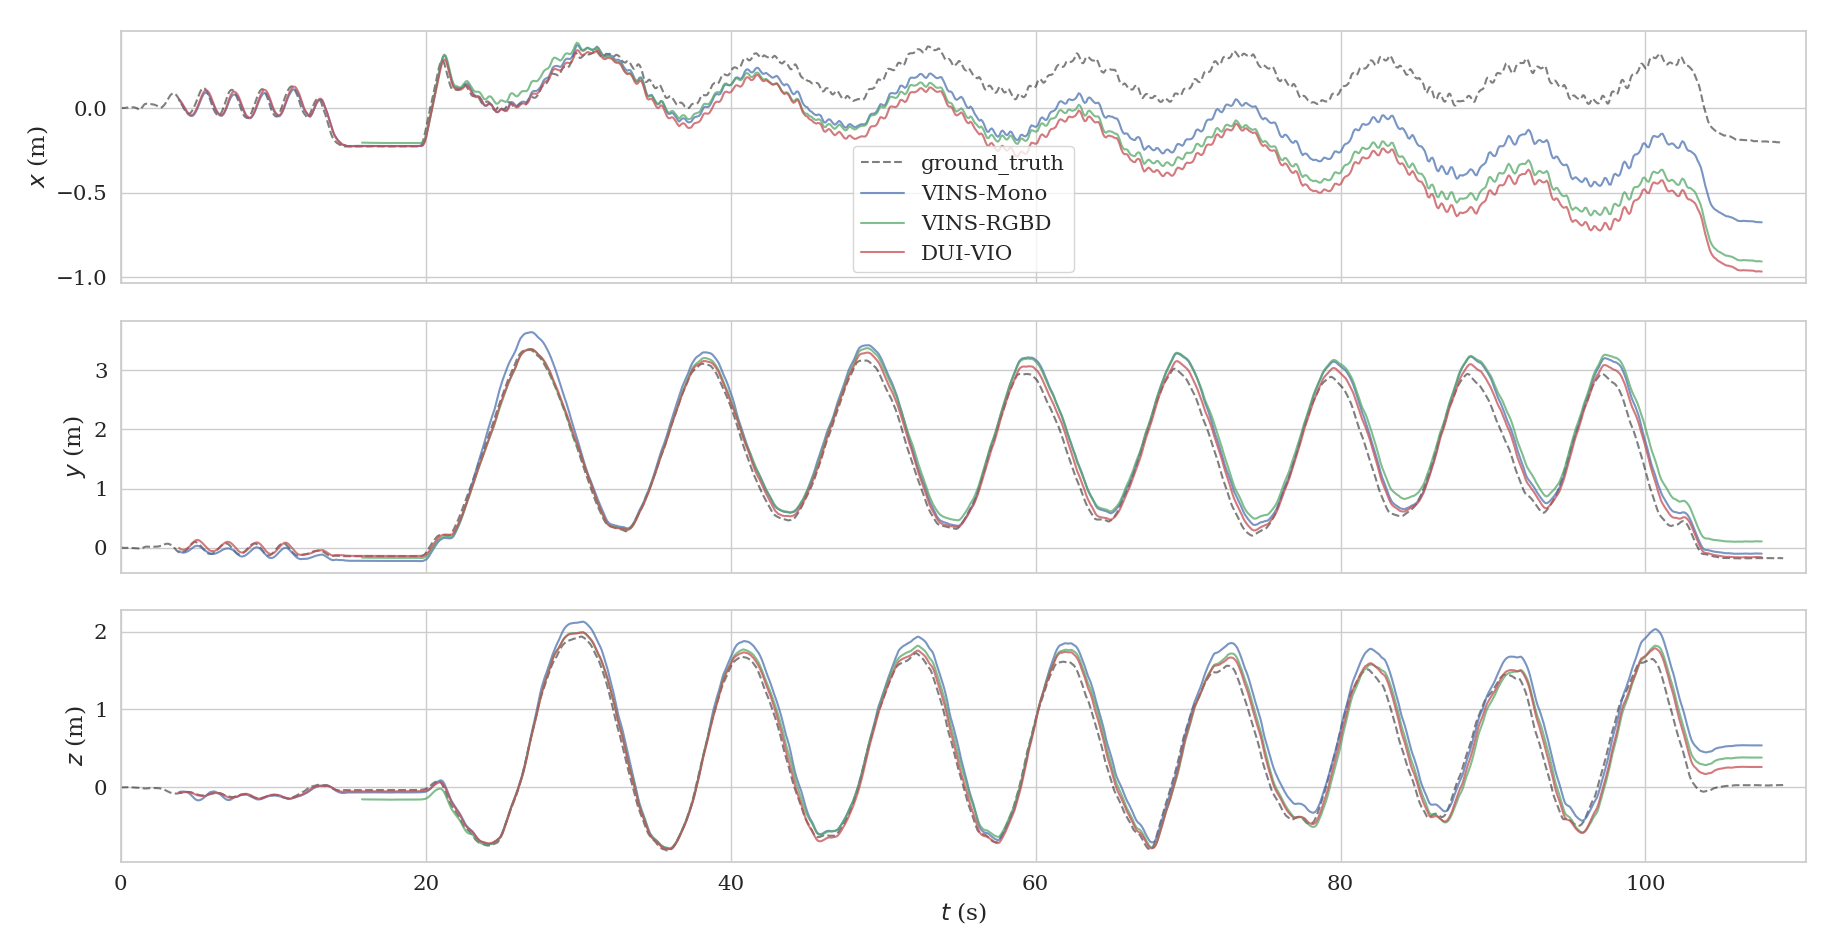 0.0
−0.5
−1.0
x (m)
ground_truth
VINS-Mono
VINS-RGBD
DUI-VIO
3
2
1
0
y (m)
2
1
0
z (m)
0
20
40
60
80
100
t (s)